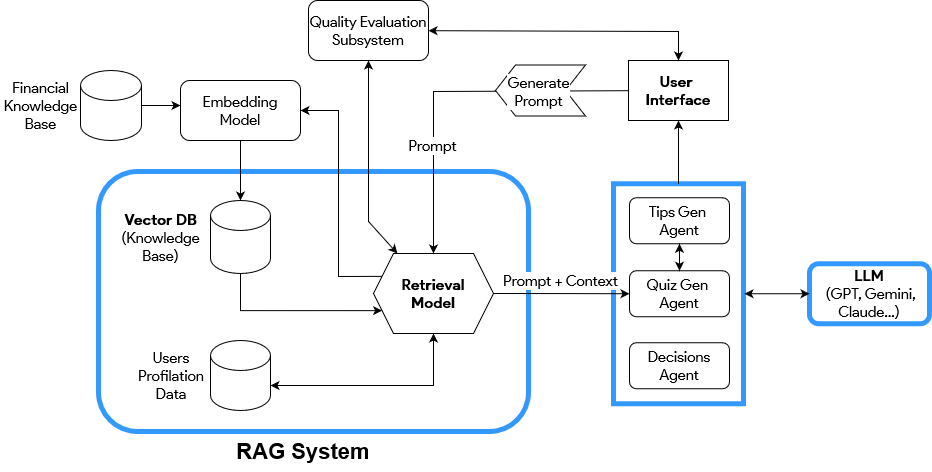 Quality Evaluation
Subsystem
Financial
Knowledge
Base
Embedding
Model
Generate
Prompt
User
Interface
Prompt
Vector DB
(Knowledge
Base)
Tips Gen
Agent
Retrieval
Model
Prompt + Context
Quiz Gen
Agent
LLM
(GPT, Gemini,
Claude...)
Users
Profilation
Data
Decisions
Agent
RAG System